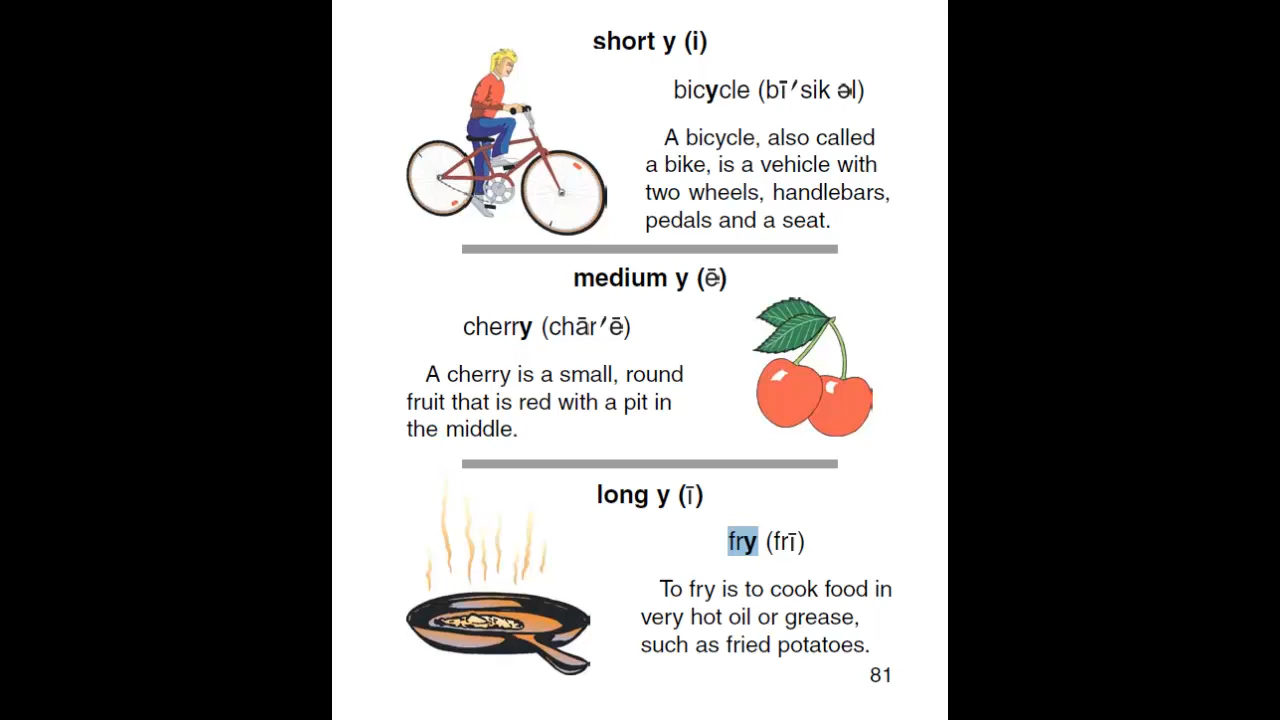 short y (i)
bicycle (bī′sik əl)
A bicycle, also called
a bike, is a vehicle with
two wheels, handlebars,
pedals and a seat.
medium y (ē)
cherry (chār′ē)
A cherry is a small, round
fruit that is red with a pit in
the middle.
long y (ī)
fry (frī)
To fry is to cook food in
very hot oil or grease,
such as fried potatoes.
81